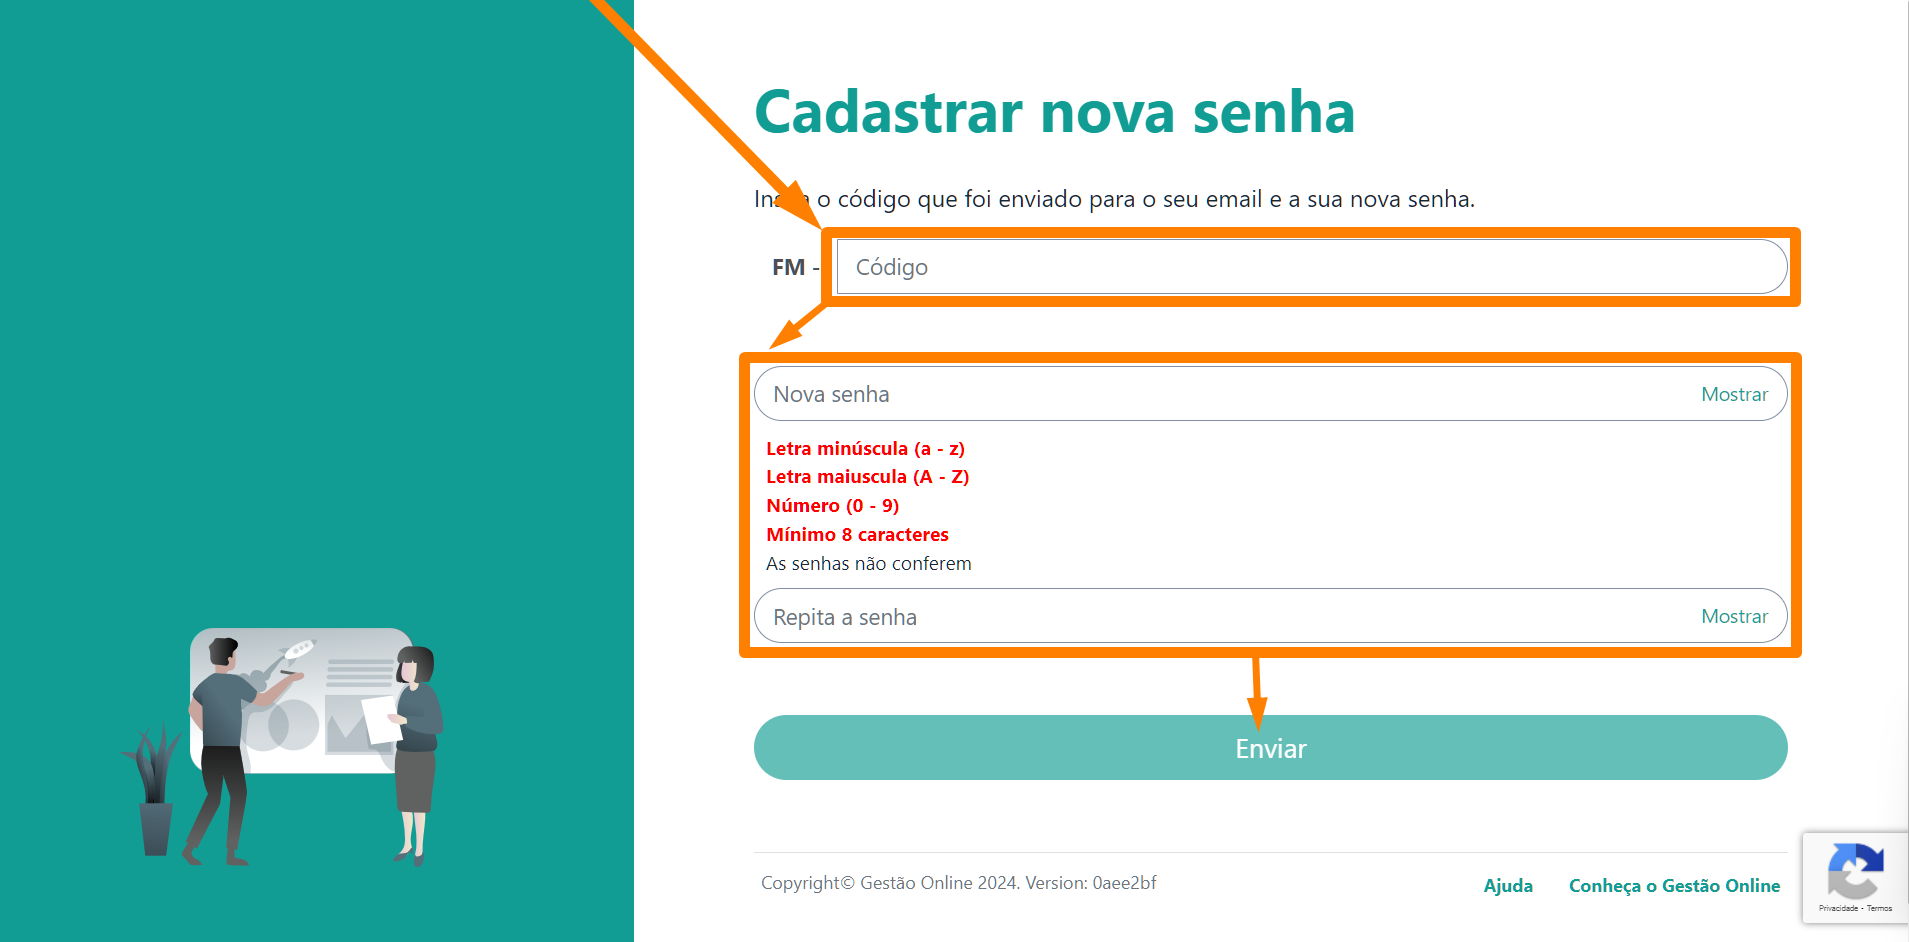 Cadastrar nova senha
Insira o código que foi enviado para o seu email e a sua nova senha.
FM -
Código
Nova senha
Mostrar
Letra minúscula (a - z)
Letra maiuscula (A - Z)
Número (0 - 9)
Mínimo 8 caracteres
As senhas não conferem
Repita a senha
Mostrar
Enviar
Copyright© Gestão Online 2024. Version: 0aee2bf
Ajuda
Conheça o Gestão Online
Privacidade - Termos